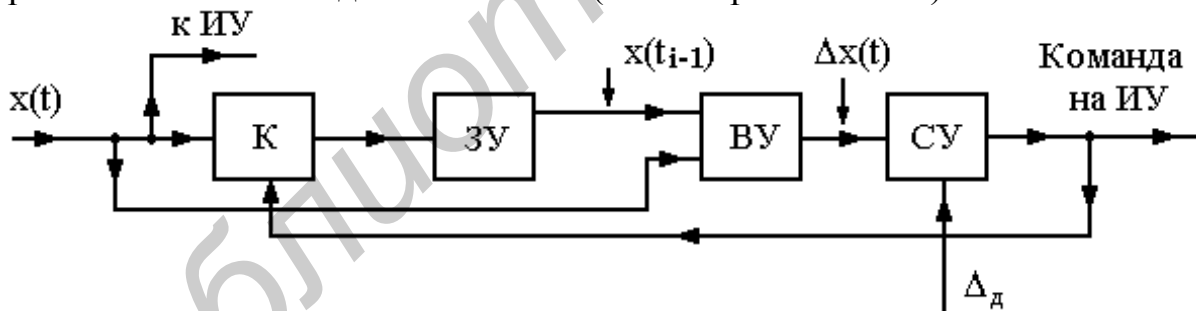 к ИУ
x(t)
К
ЗУ
x(ti-1)
ВУ
Δx(t)
СУ
Команда
на ИУ
Δд